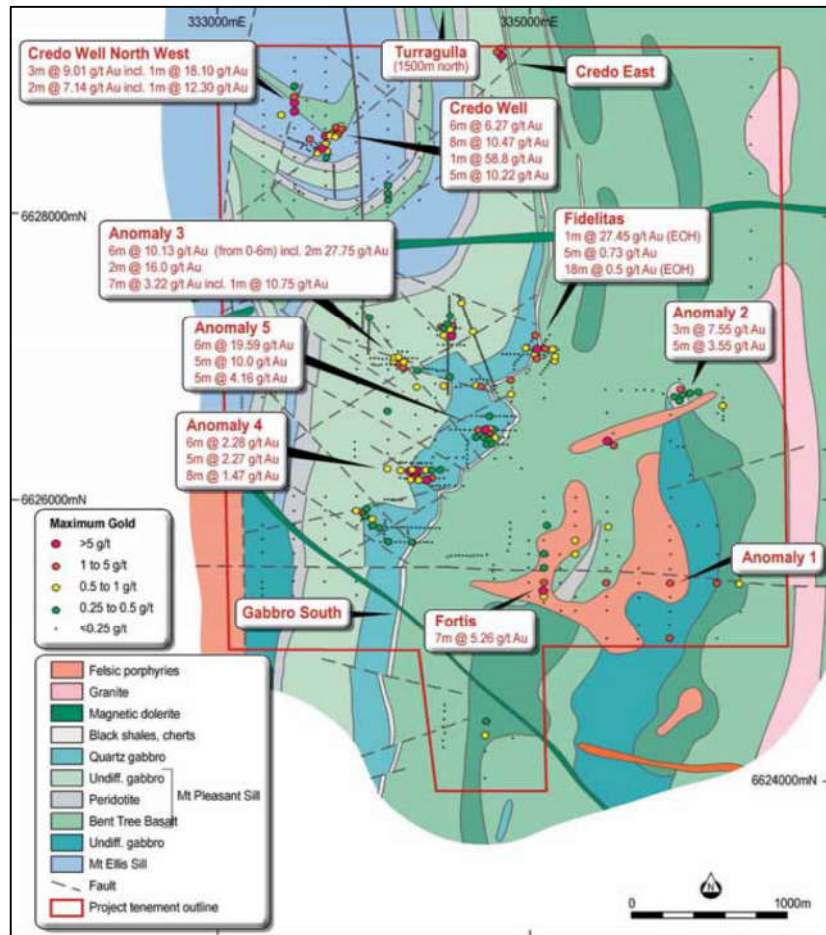 333000mE
335000mE
Credo Well North West
3m @ 9.01 g/t Au incl. 1m @ 18.10 g/t Au
2m @ 7.14 g/t Au incl. 1m @ 12.30 g/t Au
Turragulla
(1500m north)
Credo East
Credo Well
6m @ 6.27 g/t Au
8m @ 10.47 g/t Au
1m @ 58.8 g/t Au
5m @ 10.22 g/t Au
6628000mN
Anomaly 3
6m @ 10.13 g/t Au (from 0-6m) incl. 2m 27.75 g/t Au
2m @ 16.0 g/t Au
7m @ 3.22 g/t Au incl. 1m @ 10.75 g/t Au
Fidelitas
1m @ 27.45 g/t Au (EOH)
5m @ 0.73 g/t Au
18m @ 0.5 g/t Au (EOH)
Anomaly 2
3m @ 7.55 g/t Au
5m @ 3.55 g/t Au
Anomaly 5
6m @ 19.59 g/t Au
5m @ 10.0 g/t Au
5m @ 4.16 g/t Au
Anomaly 4
6m @ 2.28 g/t Au
5m @ 2.27 g/t Au
8m @ 1.47 g/t Au
6626000mN
Maximum Gold
>5 g/t
1 to 5 g/t
0.5 to 1 g/t
0.25 to 0.5 g/t
<0.25 g/t
Anomaly 1
Gabbro South
Fortis
7m @ 5.26 g/t Au
Felsic porphyries
Granite
Magnetic dolerite
Black shales, cherts
Quartz gabbro
Undiff. gabbro
Peridotite
Mt Pleasant Sill
Bent Tree Basalt
Undiff. gabbro
Mt Ellis Sill
Fault
Project tenement outline
6624000mN
N
0
1000m